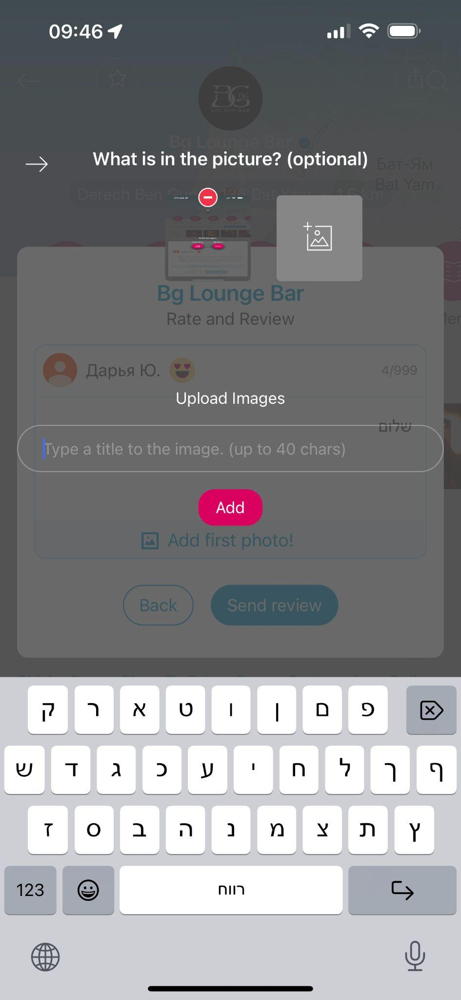 09:46
BG 136
LOUNGE BAR
Bg Lounge Bar
What is in the picture? (optional)
Бат-Ям
Bat Yam
Derech Ben Gurion 136 Bat Yam
1.6 km
Bg Lounge Bar
Rate and Review
Дарья Ю.
4/999
Upload Images
שלום
Type a title to the image. (up to 40 chars)
Add
Add first photo!
Back
Send review
ק ר א ט ו ן ם פ
ש ד ג כ ע י ח ל ך ף
ז ס ב ה נ מ צ ת ץ
123
רווח